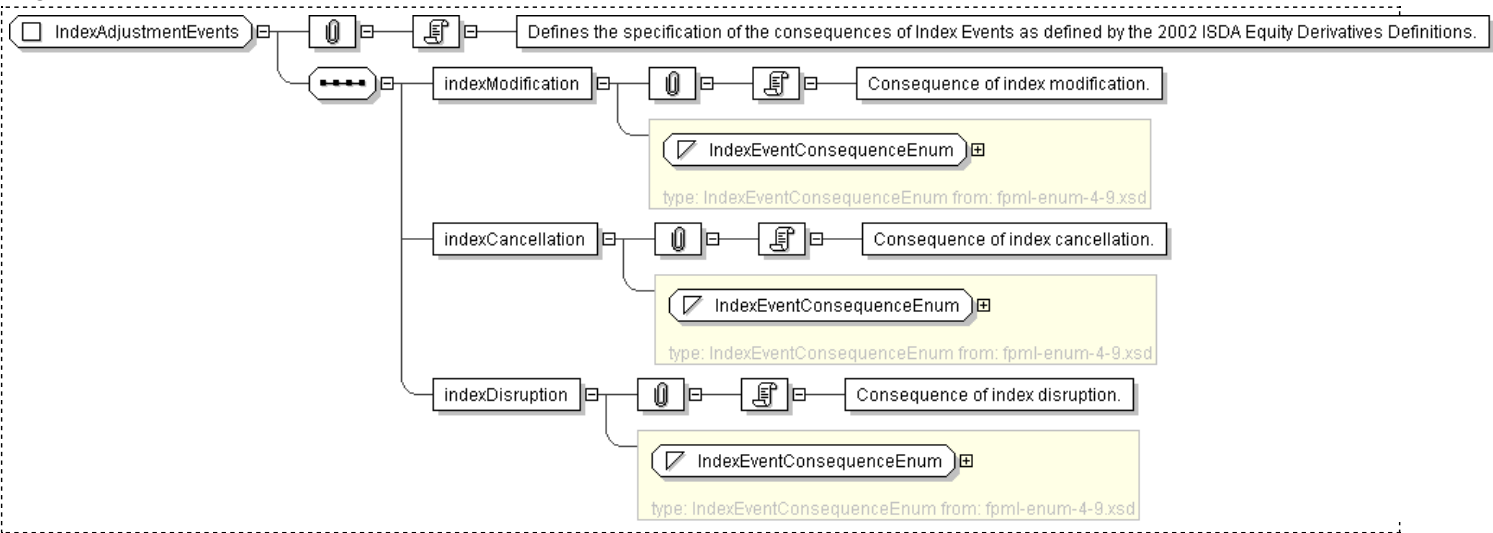 IndexAdjustmentEvents
Defines the specification of the consequences of Index Events as defined by the 2002 ISDA Equity Derivatives Definitions.
indexModification
Consequence of index modification.
IndexEventConsequenceEnum
type: IndexEventConsequenceEnum from: fpml-enum-4-9.xsd
indexCancellation
Consequence of index cancellation.
IndexEventConsequenceEnum
type: IndexEventConsequenceEnum from: fpml-enum-4-9.xsd
indexDisruption
Consequence of index disruption.
IndexEventConsequenceEnum
type: IndexEventConsequenceEnum from: fpml-enum-4-9.xsd